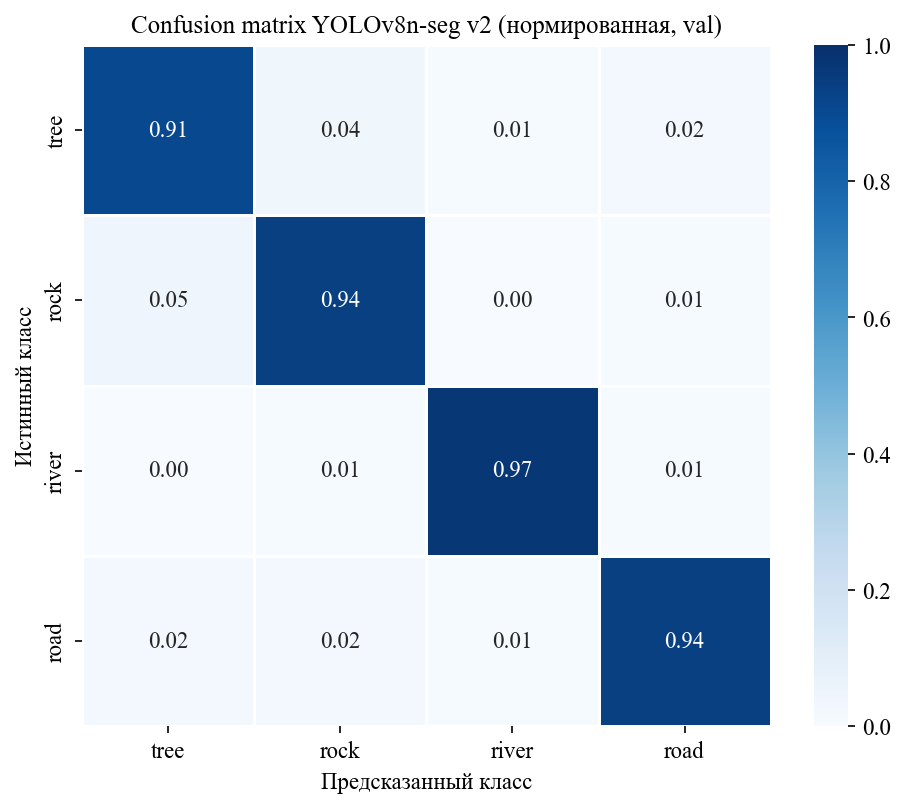 Confusion matrix YOLOv8n-seg v2 (нормированная, val)
1.0
0.8
0.6
0.4
0.2
0.0
Истинный класс
tree
0.91 0.04 0.01 0.02
rock
0.05 0.94 0.00 0.01
river
0.00 0.01 0.97 0.01
road
0.02 0.02 0.01 0.94
tree rock river road
Предсказанный класс